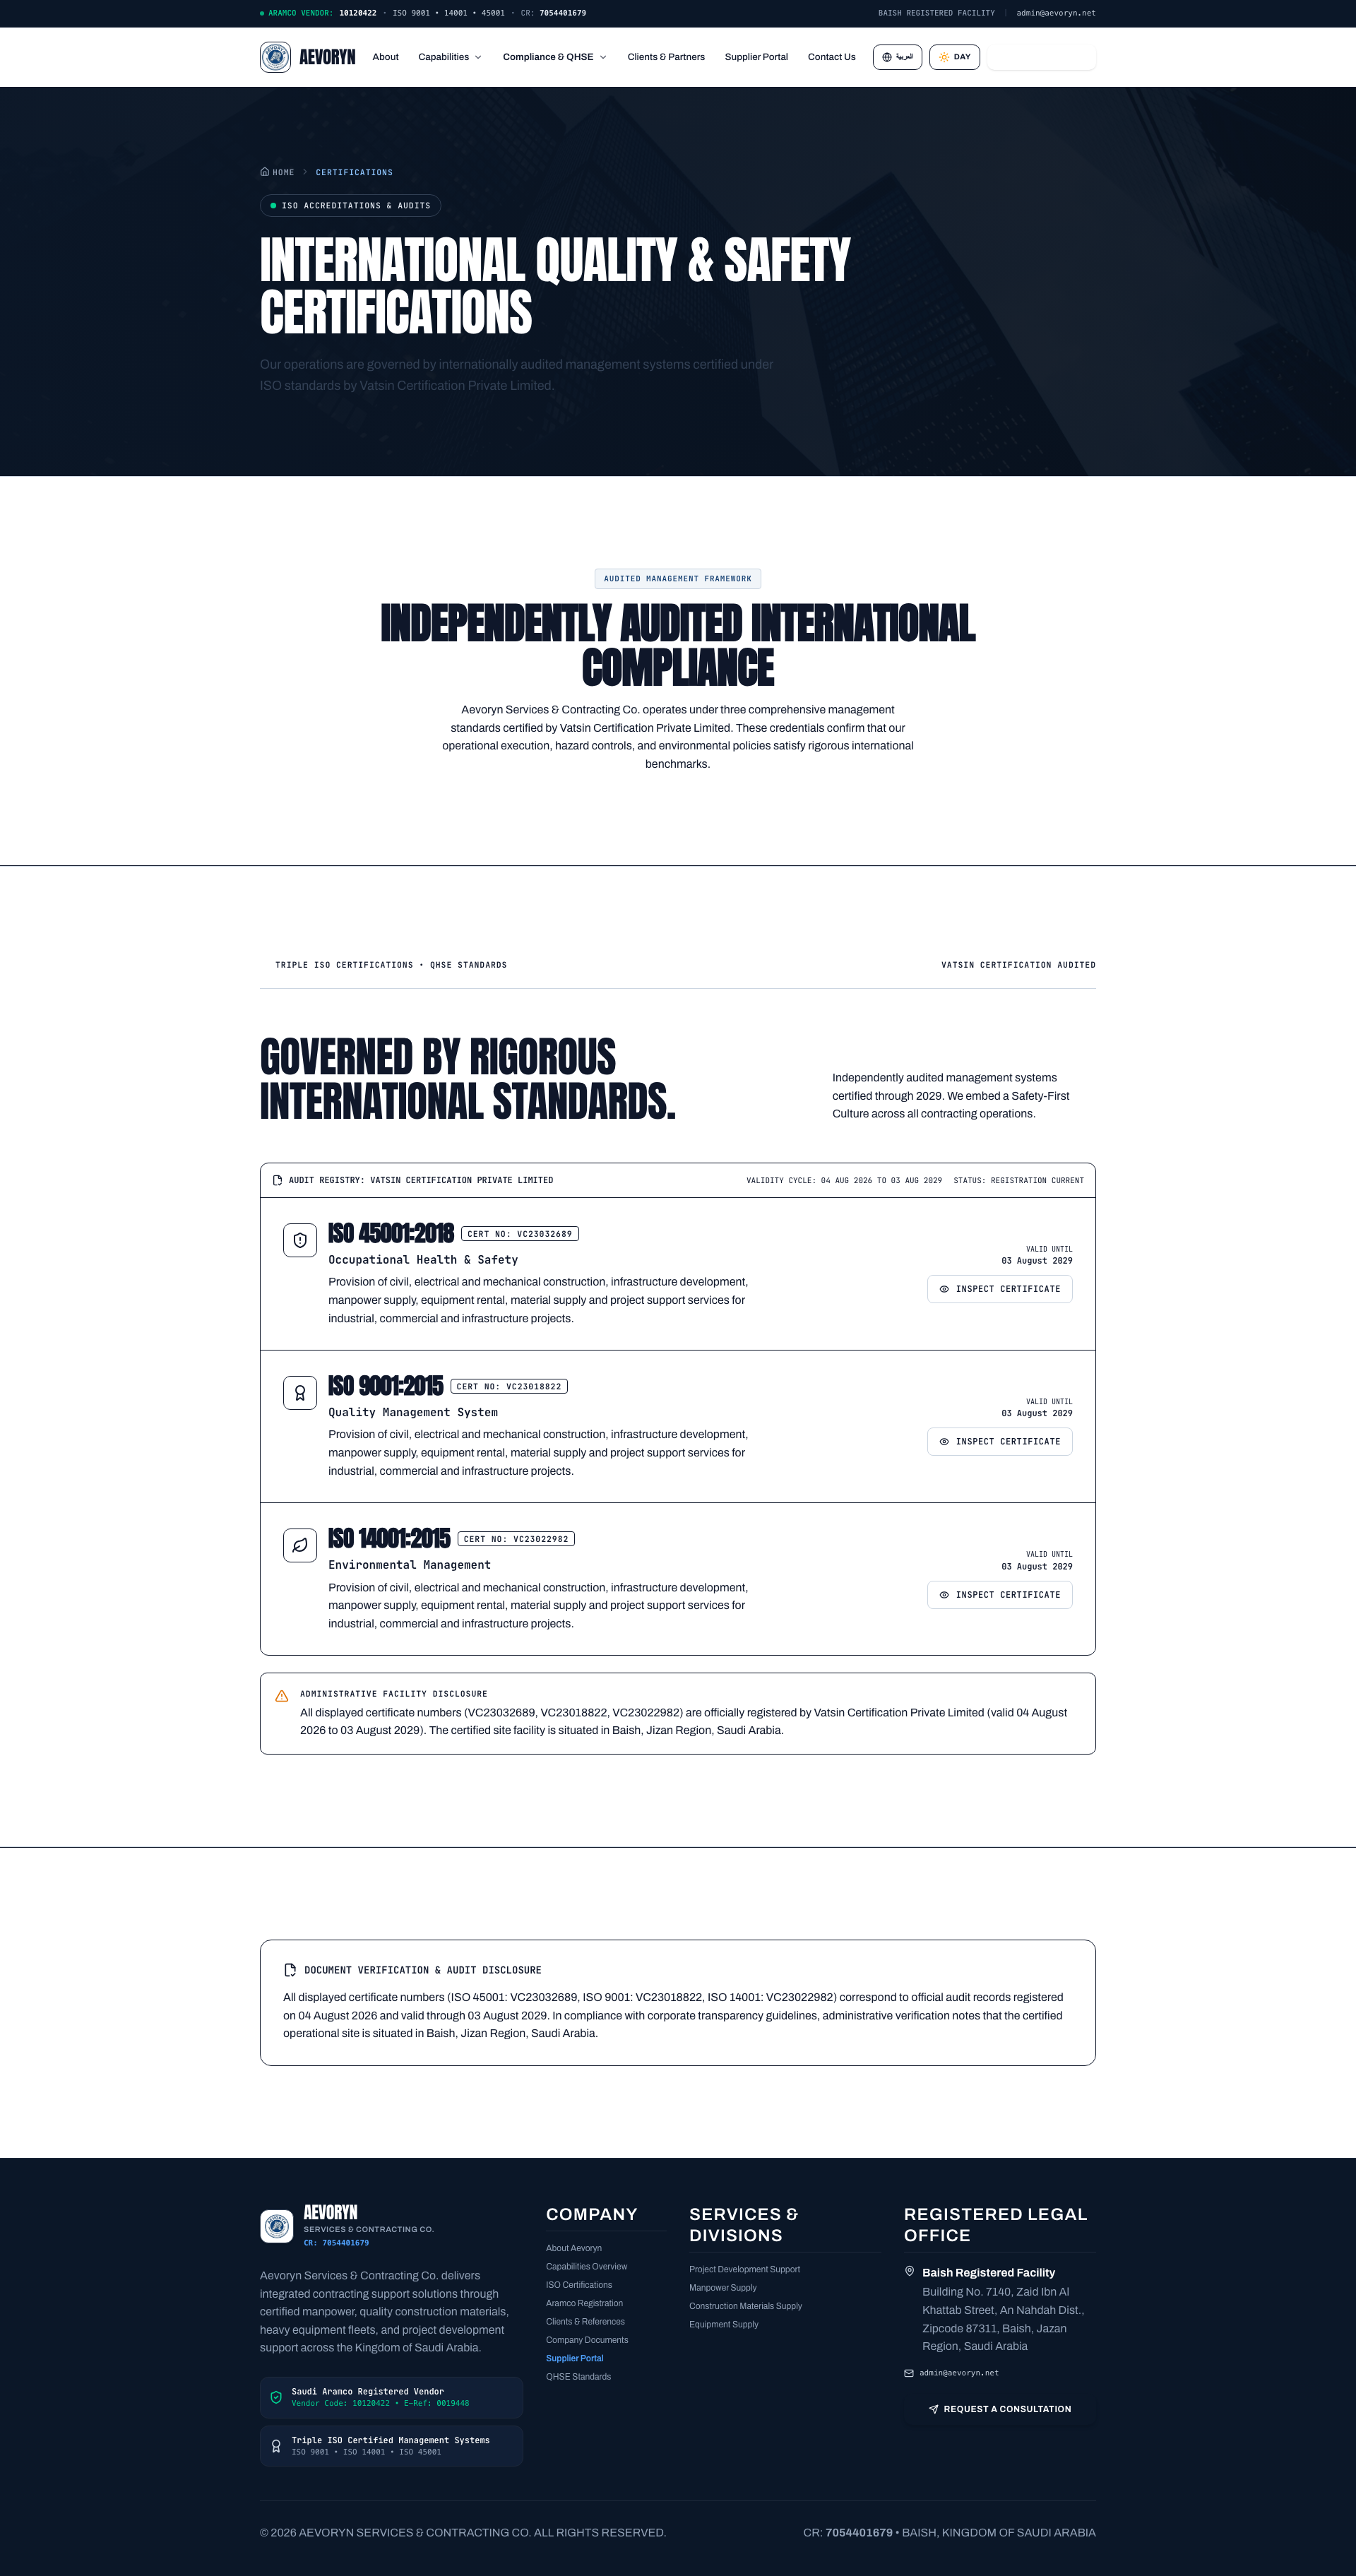 ARAMCO VENDOR: 10120422 • ISO 9001 • 14001 • 45001 • CR: 7054401679
BAISH REGISTERED FACILITY | admin@aevoryn.net
AEVORYN
About
Capabilities
Compliance & QHSE
Clients & Partners
Supplier Portal
Contact Us
العربية
DAY
HOME > CERTIFICATIONS
ISO ACCREDITATIONS & AUDITS
INTERNATIONAL QUALITY & SAFETY
CERTIFICATIONS
Our operations are governed by internationally audited management systems certified under
ISO standards by Vatsin Certification Private Limited.
AUDITED MANAGEMENT FRAMEWORK
INDEPENDENTLY AUDITED INTERNATIONAL
COMPLIANCE
Aevoryn Services & Contracting Co. operates under three comprehensive management
standards certified by Vatsin Certification Private Limited. These credentials confirm that our
operational execution, hazard controls, and environmental policies satisfy rigorous international
benchmarks.
TRIPLE ISO CERTIFICATIONS • QHSE STANDARDS
VATSIN CERTIFICATION AUDITED
GOVERNED BY RIGOROUS
INTERNATIONAL STANDARDS.
Independently audited management systems
certified through 2029. We embed a Safety-First
Culture across all contracting operations.
AUDIT REGISTRY: VATSIN CERTIFICATION PRIVATE LIMITED
VALIDITY CYCLE: 04 AUG 2026 TO 03 AUG 2029
STATUS: REGISTRATION CURRENT
ISO 45001:2018
CERT NO: VC23032689
Occupational Health & Safety
Provision of civil, electrical and mechanical construction, infrastructure development,
manpower supply, equipment rental, material supply and project support services for
industrial, commercial and infrastructure projects.
VALID UNTIL
03 August 2029
INSPECT CERTIFICATE
ISO 9001:2015
CERT NO: VC23018822
Quality Management System
Provision of civil, electrical and mechanical construction, infrastructure development,
manpower supply, equipment rental, material supply and project support services for
industrial, commercial and infrastructure projects.
VALID UNTIL
03 August 2029
INSPECT CERTIFICATE
ISO 14001:2015
CERT NO: VC23022982
Environmental Management
Provision of civil, electrical and mechanical construction, infrastructure development,
manpower supply, equipment rental, material supply and project support services for
industrial, commercial and infrastructure projects.
VALID UNTIL
03 August 2029
INSPECT CERTIFICATE
ADMINISTRATIVE FACILITY DISCLOSURE
All displayed certificate numbers (VC23032689, VC23018822, VC23022982) are officially registered by Vatsin Certification Private Limited (valid 04 August
2026 to 03 August 2029). The certified site facility is situated in Baish, Jizan Region, Saudi Arabia.
DOCUMENT VERIFICATION & AUDIT DISCLOSURE
All displayed certificate numbers (ISO 45001: VC23032689, ISO 9001: VC23018822, ISO 14001: VC23022982) correspond to official audit records registered
on 04 August 2026 and valid through 03 August 2029. In compliance with corporate transparency guidelines, administrative verification notes that the certified
operational site is situated in Baish, Jizan Region, Saudi Arabia.
AEVORYN
SERVICES & CONTRACTING CO.
CR: 7054401679
Aevoryn Services & Contracting Co. delivers
integrated contracting support solutions through
certified manpower, quality construction materials,
heavy equipment fleets, and project development
support across the Kingdom of Saudi Arabia.
Saudi Aramco Registered Vendor
Vendor Code: 10120422 • E-Ref: 0019448
Triple ISO Certified Management Systems
ISO 9001 • ISO 14001 • ISO 45001
COMPANY
About Aevoryn
Capabilities Overview
ISO Certifications
Aramco Registration
Clients & References
Company Documents
Supplier Portal
QHSE Standards
SERVICES &
DIVISIONS
Project Development Support
Manpower Supply
Construction Materials Supply
Equipment Supply
REGISTERED LEGAL
OFFICE
Baish Registered Facility
Building No. 7140, Zaid Ibn Al
Khattab Street, An Nahdah Dist.,
Zipcode 87311, Baish, Jazan
Region, Saudi Arabia
admin@aevoryn.net
REQUEST A CONSULTATION
© 2026 AEVORYN SERVICES & CONTRACTING CO. ALL RIGHTS RESERVED.
CR: 7054401679 • BAISH, KINGDOM OF SAUDI ARABIA